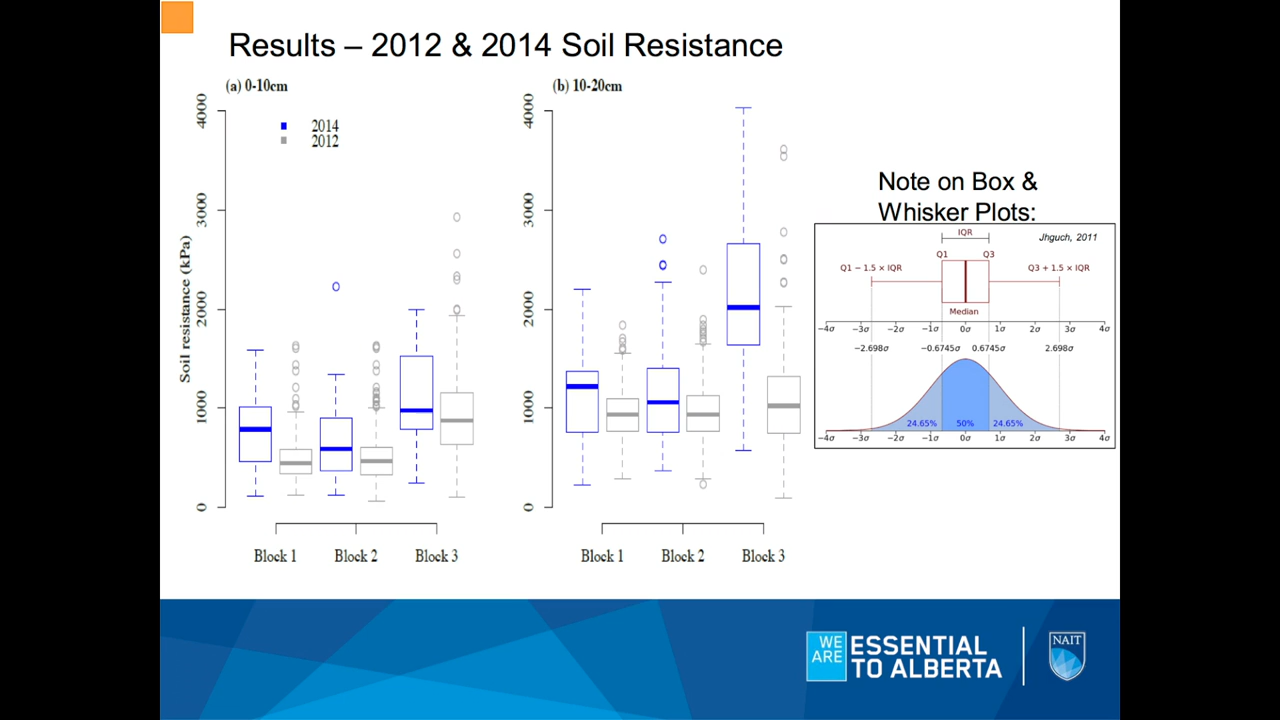 Results – 2012 & 2014 Soil Resistance
(a) 0-10cm
Soil resistance (kPa)
4000
3000
2000
1000
0
2014
2012
Block 1
Block 2
Block 3
(b) 10-20cm
4000
3000
2000
1000
0
Block 1
Block 2
Block 3
Note on Box &
Whisker Plots:
IQR
Jhguch, 2011
Q1
Q3
Q1 − 1.5 × IQR
Q3 + 1.5 × IQR
Median
−4σ −3σ −2σ −1σ 0σ 1σ 2σ 3σ 4σ
−2.698σ −0.6745σ 0.6745σ 2.698σ
24.65% 50% 24.65%
−4σ −3σ −2σ −1σ 0σ 1σ 2σ 3σ 4σ
WE
ARE
ESSENTIAL
TO ALBERTA
NAIT